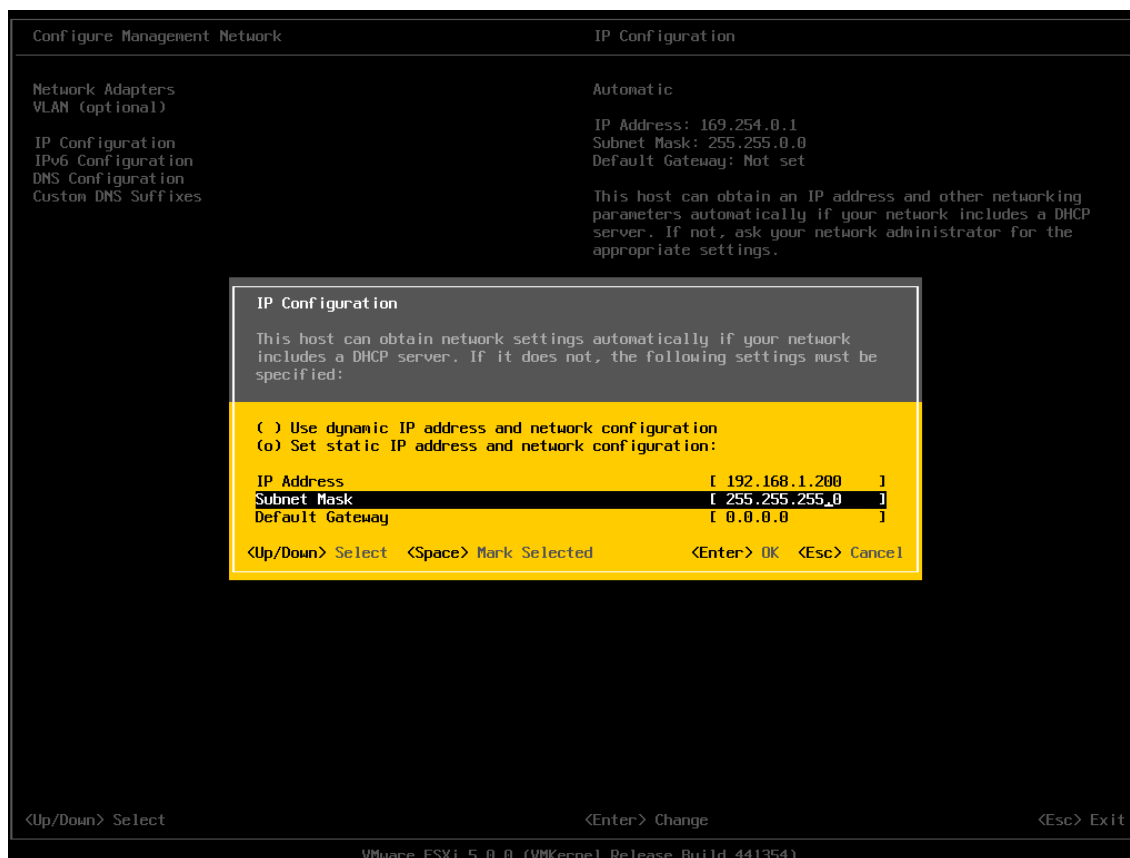 Configure Management Network
IP Configuration
Network Adapters
VLAN (optional)
IP Configuration
IPv6 Configuration
DNS Configuration
Custom DNS Suffixes
Automatic
IP Address: 169.254.0.1
Subnet Mask: 255.255.0.0
Default Gateway: Not set
This host can obtain an IP address and other networking
parameters automatically if your network includes a DHCP
server. If not, ask your network administrator for the
appropriate settings.
IP Configuration
This host can obtain network settings automatically if your network
includes a DHCP server. If it does not, the following settings must be
specified:
( ) Use dynamic IP address and network configuration
(o) Set static IP address and network configuration:
IP Address [ 192.168.1.200 ]
Subnet Mask [ 255.255.255.0 ]
Default Gateway [ 0.0.0.0 ]
<Up/Down> Select <Space> Mark Selected <Enter> OK <Esc> Cancel
<Up/Down> Select <Enter> Change <Esc> Exit
VMware ESXi 5.0.0 (VMKernel Release Build 441354)